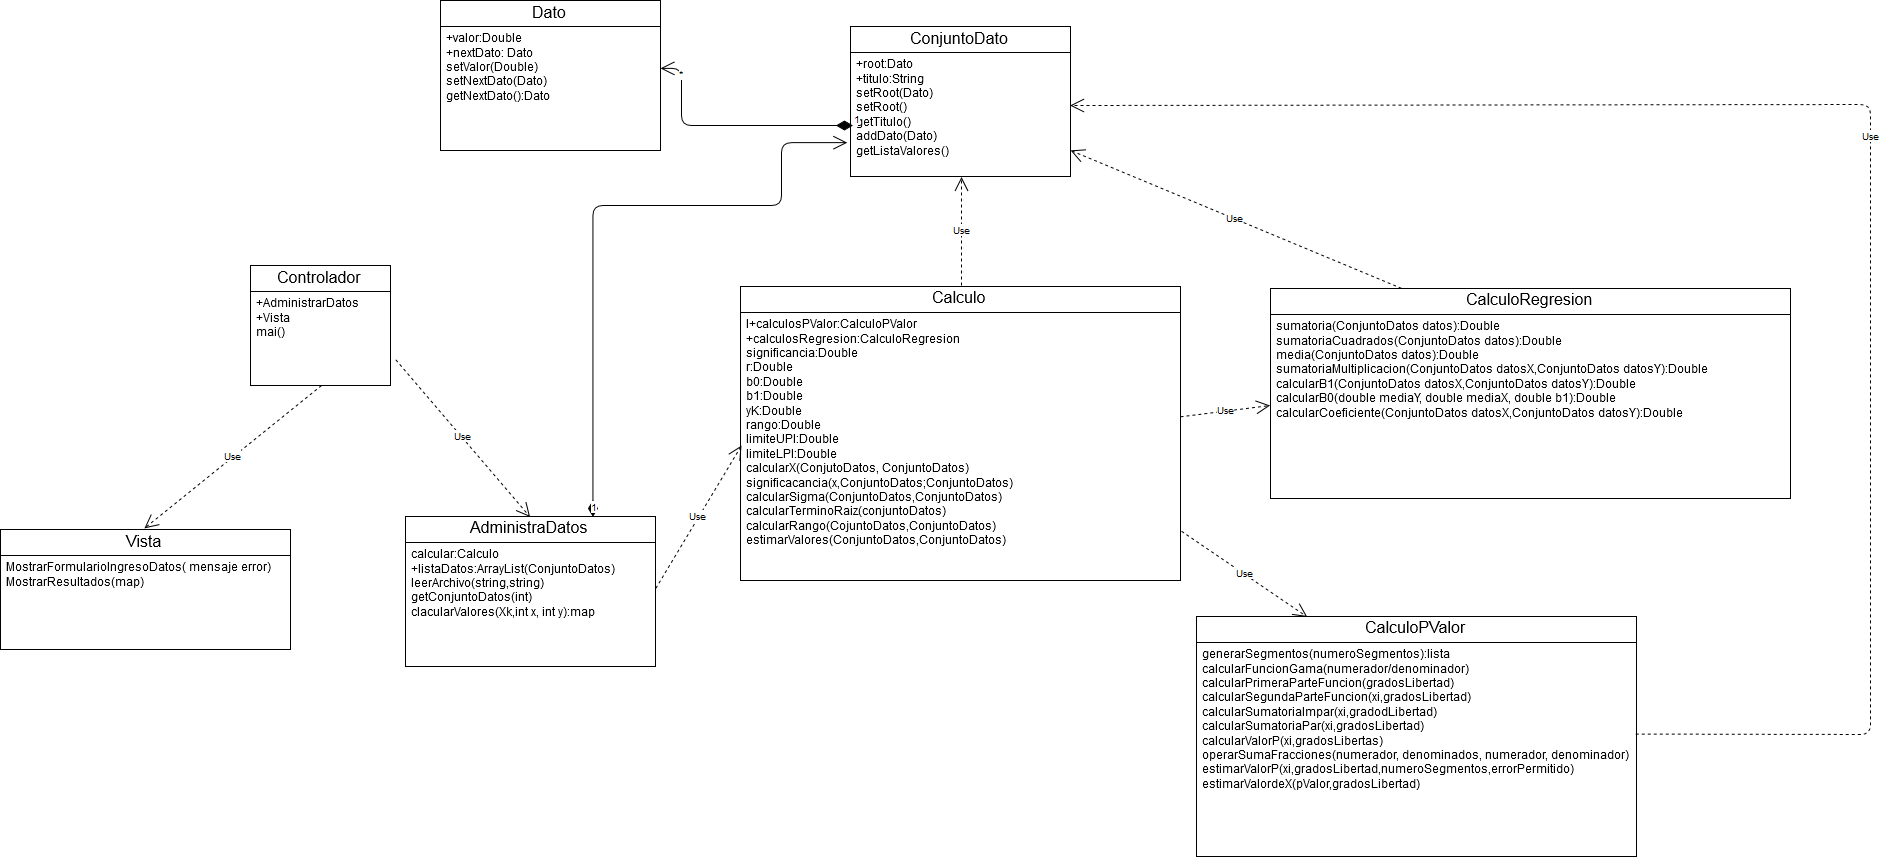 Dato
+valor:Double
+nextDato: Dato
setValor(Double)
setNextDato(Dato)
getNextDato():Dato
ConjuntoDato
+root:Dato
+titulo:String
setRoot(Dato)
setRoot()
getTitulo()
addDato(Dato)
getListaValores()
1
Use
Use
Use
Controlador
+AdministrarDatos
+Vista
mai()
Use
Use
Vista
MostrarFormularioIngresoDatos( mensaje error)
MostrarResultados(map)
1
AdministraDatos
calcular:Calculo
+listaDatos:ArrayList(ConjuntoDatos)
leerArchivo(string,string)
getConjuntoDatos(int)
clacularValores(Xk,int x, int y):map
Use
Calculo
l+calculosPValor:CalculoPValor
+calculosRegresion:CalculoRegresion
significancia:Double
r:Double
b0:Double
b1:Double
yK:Double
rango:Double
limiteUPI:Double
limiteLPI:Double
calcularX(ConjutoDatos, ConjuntoDatos)
significacancia(x,ConjuntoDatos;ConjuntoDatos)
calcularSigma(ConjuntoDatos,ConjuntoDatos)
calcularTerminoRaiz(conjuntoDatos)
calcularRango(CojuntoDatos,ConjuntoDatos)
estimarValores(ConjuntoDatos,ConjuntoDatos)
Use
Use
CalculoRegresion
sumatoria(ConjuntoDatos datos):Double
sumatoriaCuadrados(ConjuntoDatos datos):Double
media(ConjuntoDatos datos):Double
sumatoriaMultiplicacion(ConjuntoDatos datosX,ConjuntoDatos datosY):Double
calcularB1(ConjuntoDatos datosX,ConjuntoDatos datosY):Double
calcularB0(double mediaY, double mediaX, double b1):Double
calcularCoeficiente(ConjuntoDatos datosX,ConjuntoDatos datosY):Double
CalculoPValor
generarSegmentos(numeroSegmentos):lista
calcularFuncionGama(numerador/denominador)
calcularPrimeraParteFuncion(gradosLibertad)
calcularSegundaParteFuncion(xi,gradosLibertad)
calcularSumatoriaImpar(xi,gradodLibertad)
calcularSumatoriaPar(xi,gradosLibertad)
calcularValorP(xi,gradosLibertas)
operarSumaFracciones(numerador, denominados, numerador, denominador)
estimarValorP(xi,gradosLibertad,numeroSegmentos,errorPermitido)
estimarValordeX(pValor,gradosLibertad)